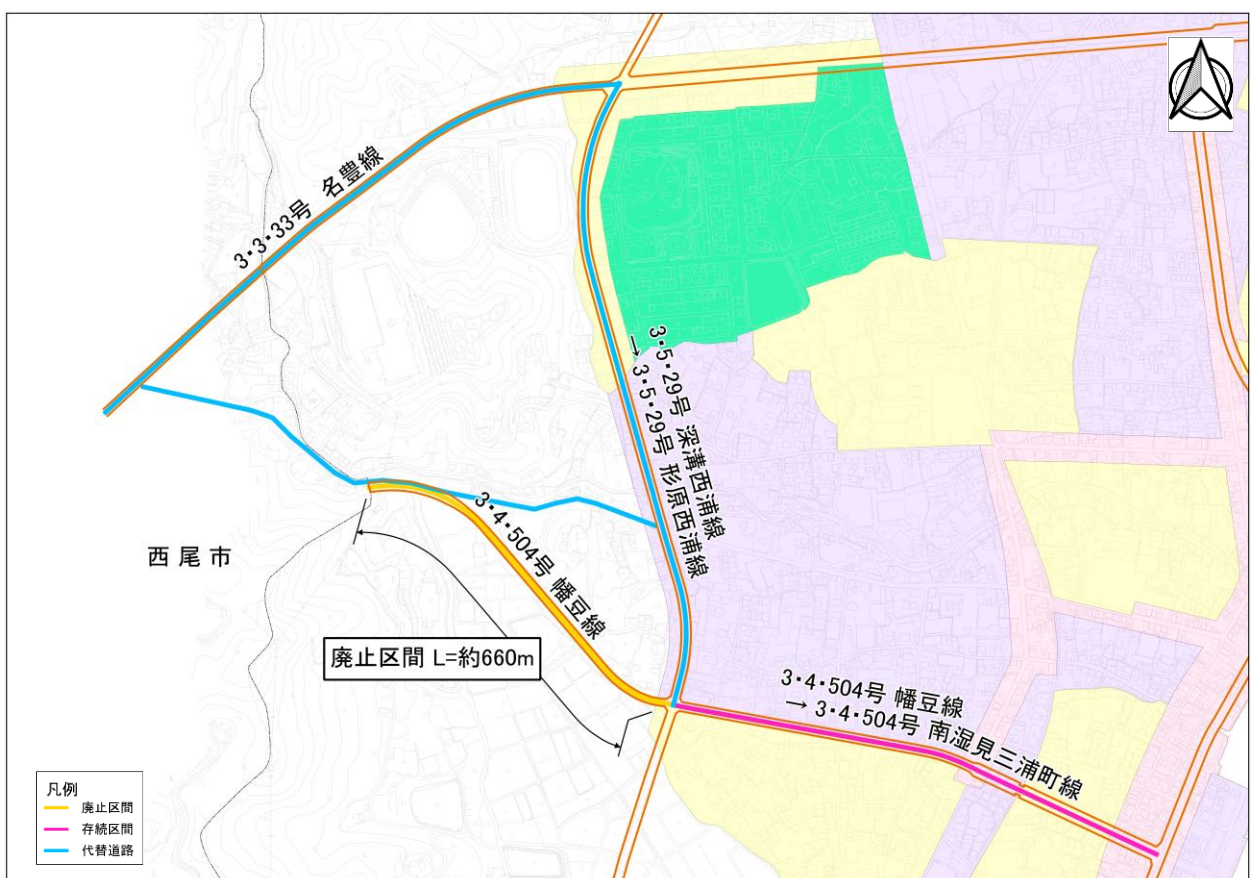 3・3・33号 名豊線
3・5・29号 深溝西浦線
→ 3・5・29号 形原西浦線
3・4・504号 幡豆線
西尾市
廃止区間 L=約660m
3・4・504号 幡豆線
→ 3・4・504号 南湿見三浦町線
凡例
廃止区間
存続区間
代替道路